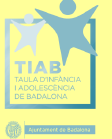 TIAB
TAULA D'INFÀNCIA
I ADOLESCÈNCIA
DE BADALONA
Ajuntament de Badalona